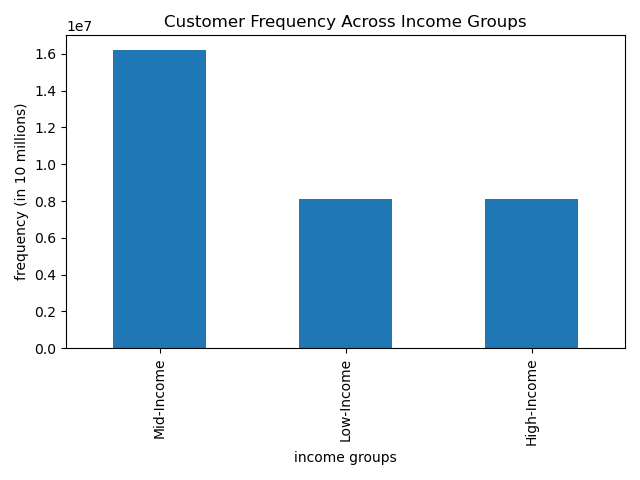 Customer Frequency Across Income Groups
1e7
frequency (in 10 millions)
1.6
1.4
1.2
1.0
0.8
0.6
0.4
0.2
0.0
Mid-Income
Low-Income
High-Income
income groups